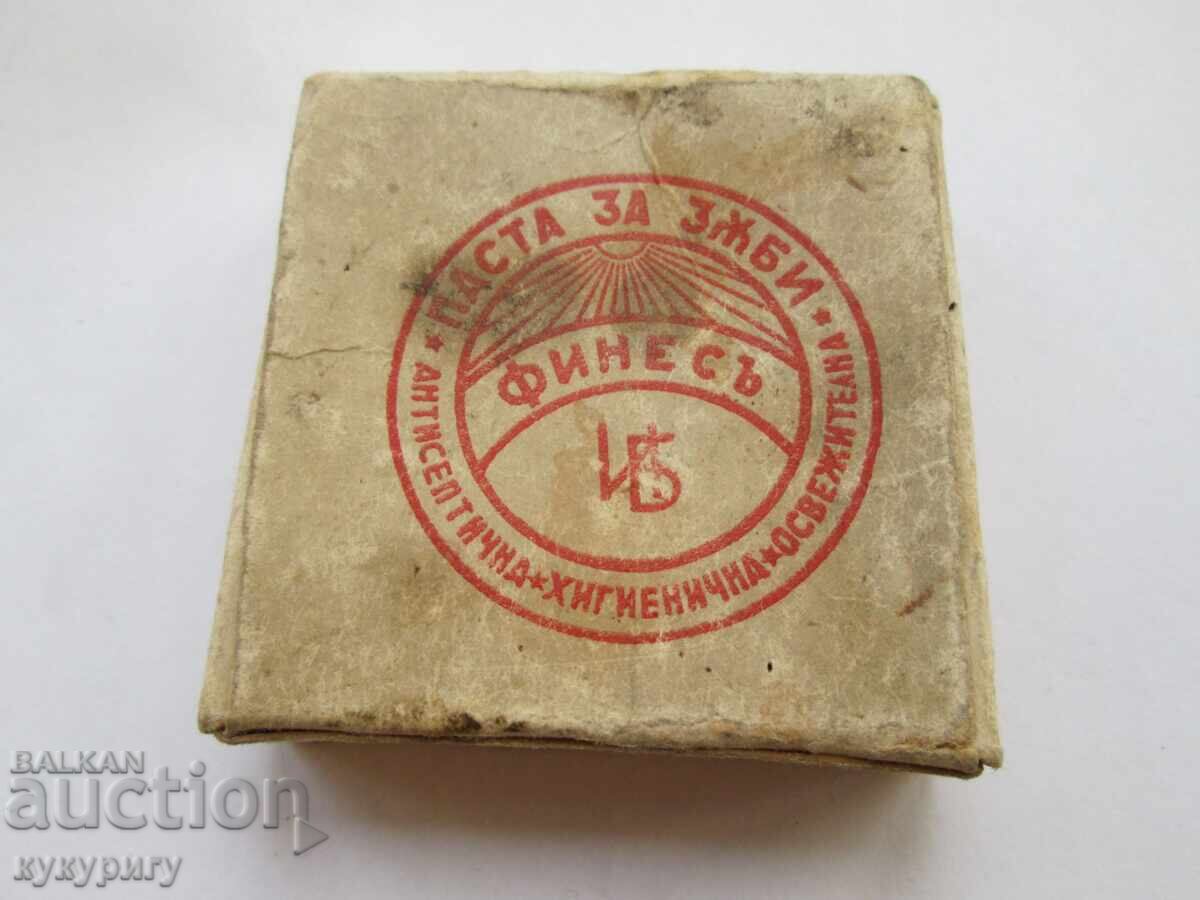 ПАСТА ЗА ЗѪБИ
ФИНЕСЪ
ИБ
★ АНТИСЕПТИЧНА ★ ХИГИЕНИЧНА ★ ОСВЕЖИТЕЛНА ★
BALKAN
auction
кукуригу